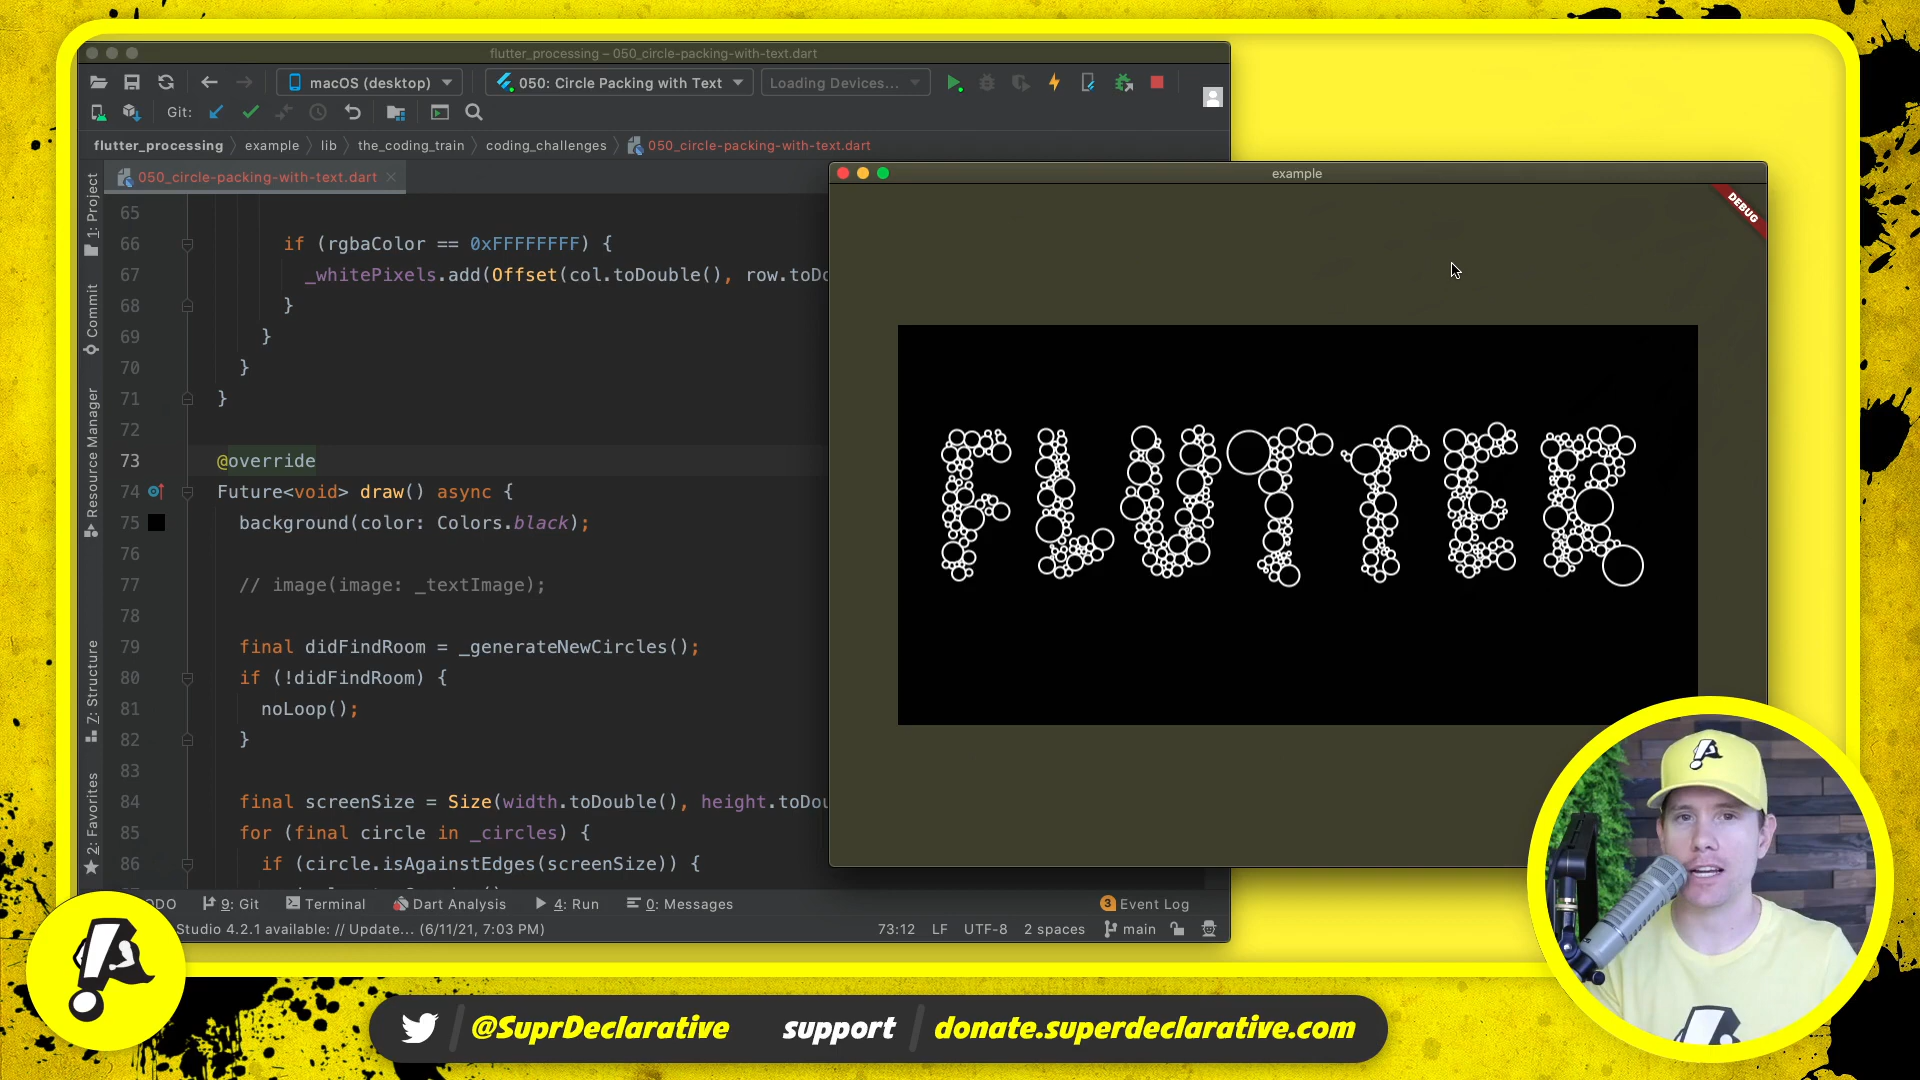 flutter_processing – 050_circle-packing-with-text.dart
macOS (desktop) 050: Circle Packing with Text Loading Devices...
Git:
flutter_processing example lib the_coding_train coding_challenges 050_circle-packing-with-text.dart
050_circle-packing-with-text.dart
1: Project
Commit
Resource Manager
7: Structure
2: Favorites
65
66 if (rgbaColor == 0xFFFFFFFF) {
67 _whitePixels.add(Offset(col.toDouble(), row.toDo
68 }
69 }
70 }
71 }
72
73 @override
74 Future<void> draw() async {
75 background(color: Colors.black);
76
77 // image(image: _textImage);
78
79 final didFindRoom = _generateNewCircles();
80 if (!didFindRoom) {
81 noLoop();
82 }
83
84 final screenSize = Size(width.toDouble(), height.toDou
85 for (final circle in _circles) {
86 if (circle.isAgainstEdges(screenSize)) {
example
DEBUG
FLUTTER
ODO 9: Git Terminal Dart Analysis 4: Run 0: Messages 3 Event Log
Studio 4.2.1 available: // Update... (6/11/21, 7:03 PM) 73:12 LF UTF-8 2 spaces main
@SuprDeclarative support donate.superdeclarative.com